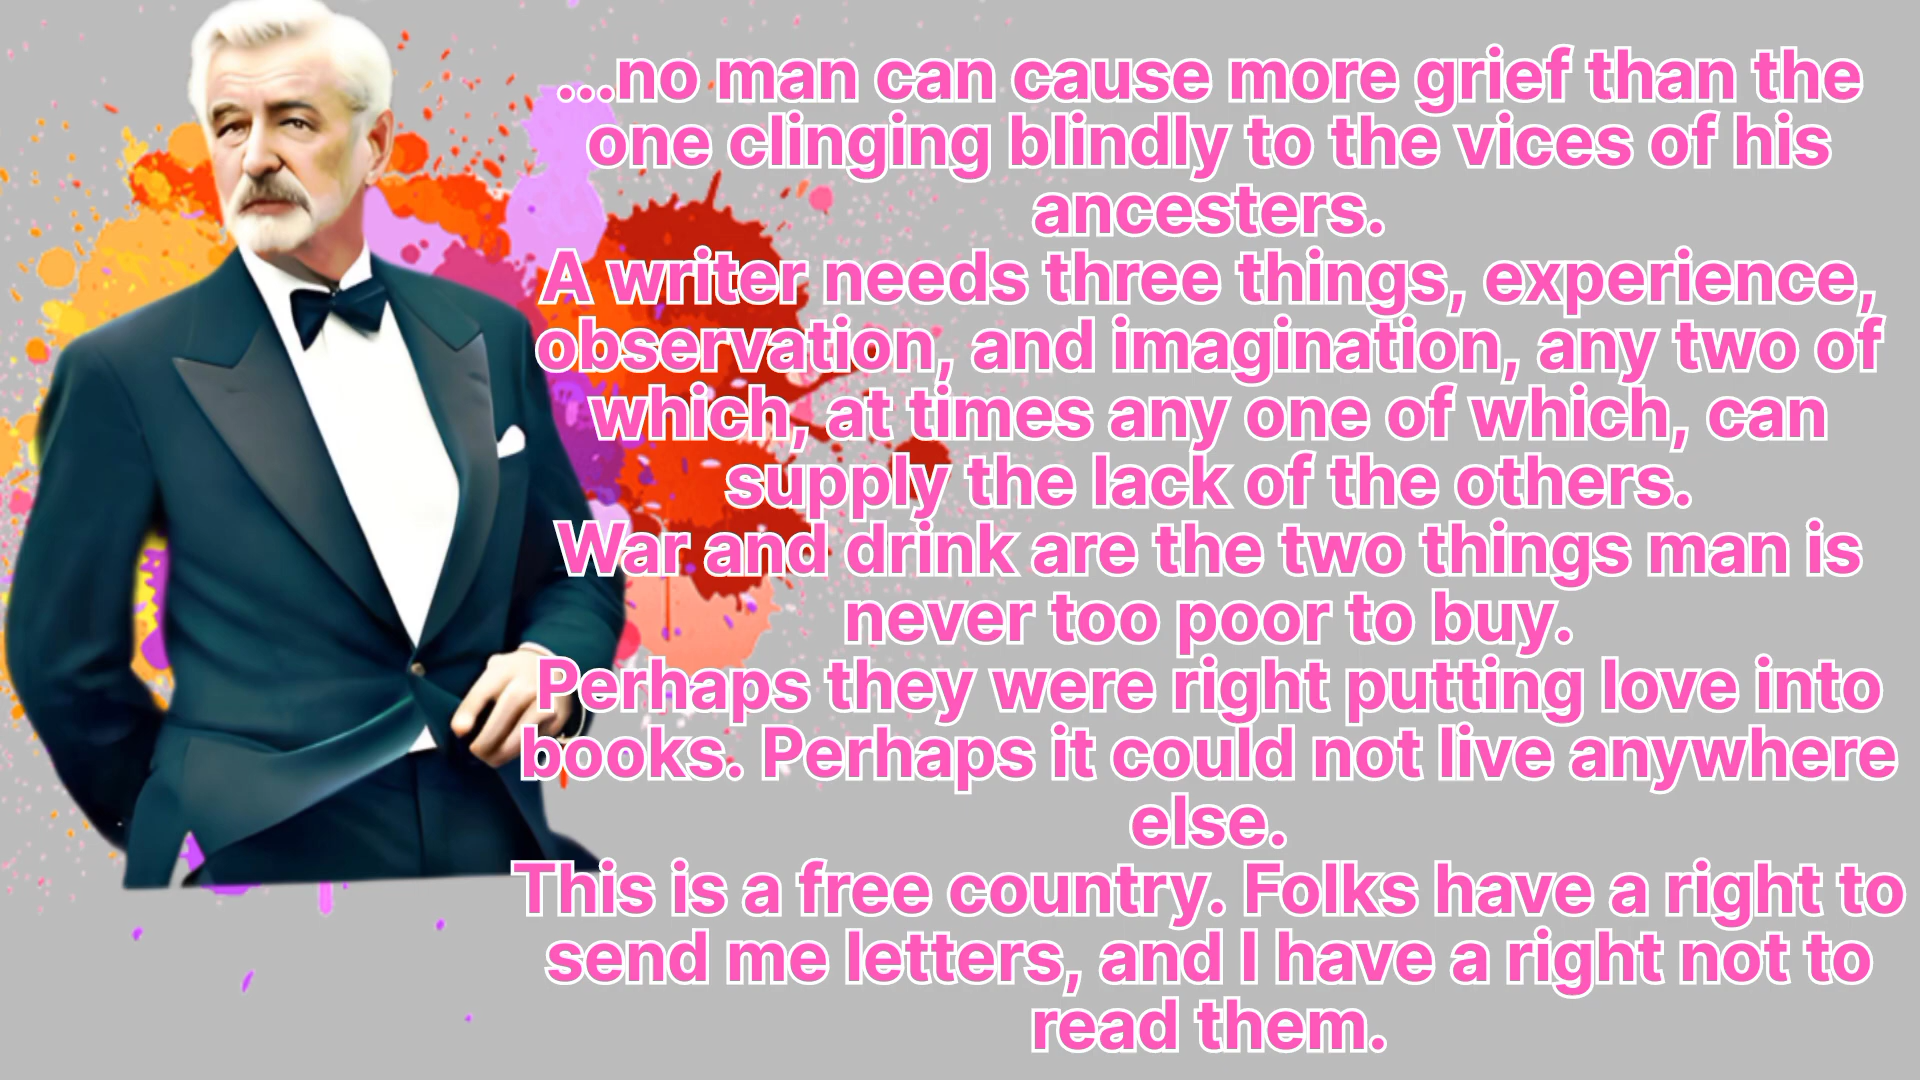 ...no man can cause more grief than the
one clinging blindly to the vices of his
ancesters.
A writer needs three things, experience,
observation, and imagination, any two of
which, at times any one of which, can
supply the lack of the others.
War and drink are the two things man is
never too poor to buy.
Perhaps they were right putting love into
books. Perhaps it could not live anywhere
else.
This is a free country. Folks have a right to
send me letters, and I have a right not to
read them.